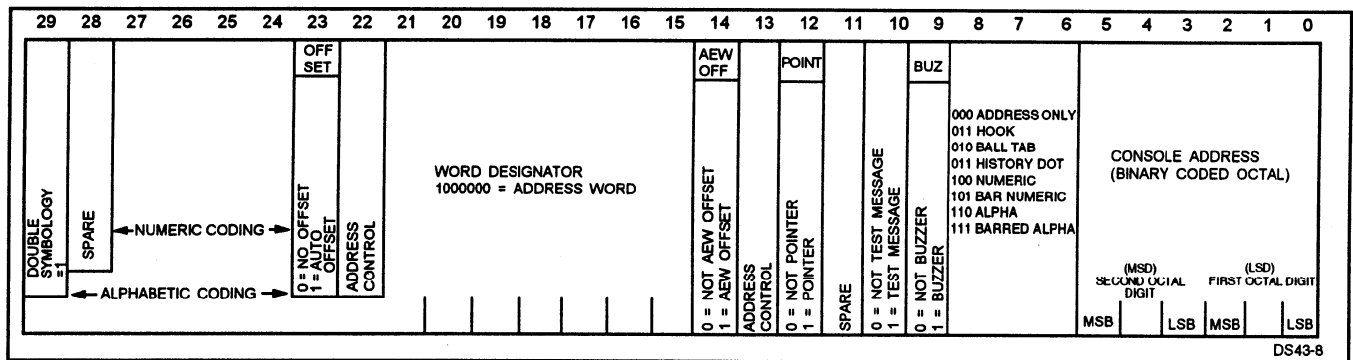 29 28 27 26 25 24 23 22 21 20 19 18 17 16 15 14 13 12 11 10 9 8 7 6 5 4 3 2 1 0
DOUBLE
SYMBOLOGY
=1
SPARE
NUMERIC CODING
ALPHABETIC CODING
OFF
SET
0 = NO OFFSET
1 = AUTO
OFFSET
ADDRESS
CONTROL
WORD DESIGNATOR
1000000 = ADDRESS WORD
AEW
OFF
0 = NOT AEW OFFSET
1 = AEW OFFSET
ADDRESS
CONTROL
POINT
0 = NOT POINTER
1 = POINTER
SPARE
0 = NOT TEST MESSAGE
1 = TEST MESSAGE
BUZ
0 = NOT BUZZER
1 = BUZZER
000 ADDRESS ONLY
011 HOOK
010 BALL TAB
011 HISTORY DOT
100 NUMERIC
101 BAR NUMERIC
110 ALPHA
111 BARRED ALPHA
CONSOLE ADDRESS
(BINARY CODED OCTAL)
(MSD)
SECOND OCTAL
DIGIT
(LSD)
FIRST OCTAL DIGIT
MSB LSB MSB LSB
DS43-8